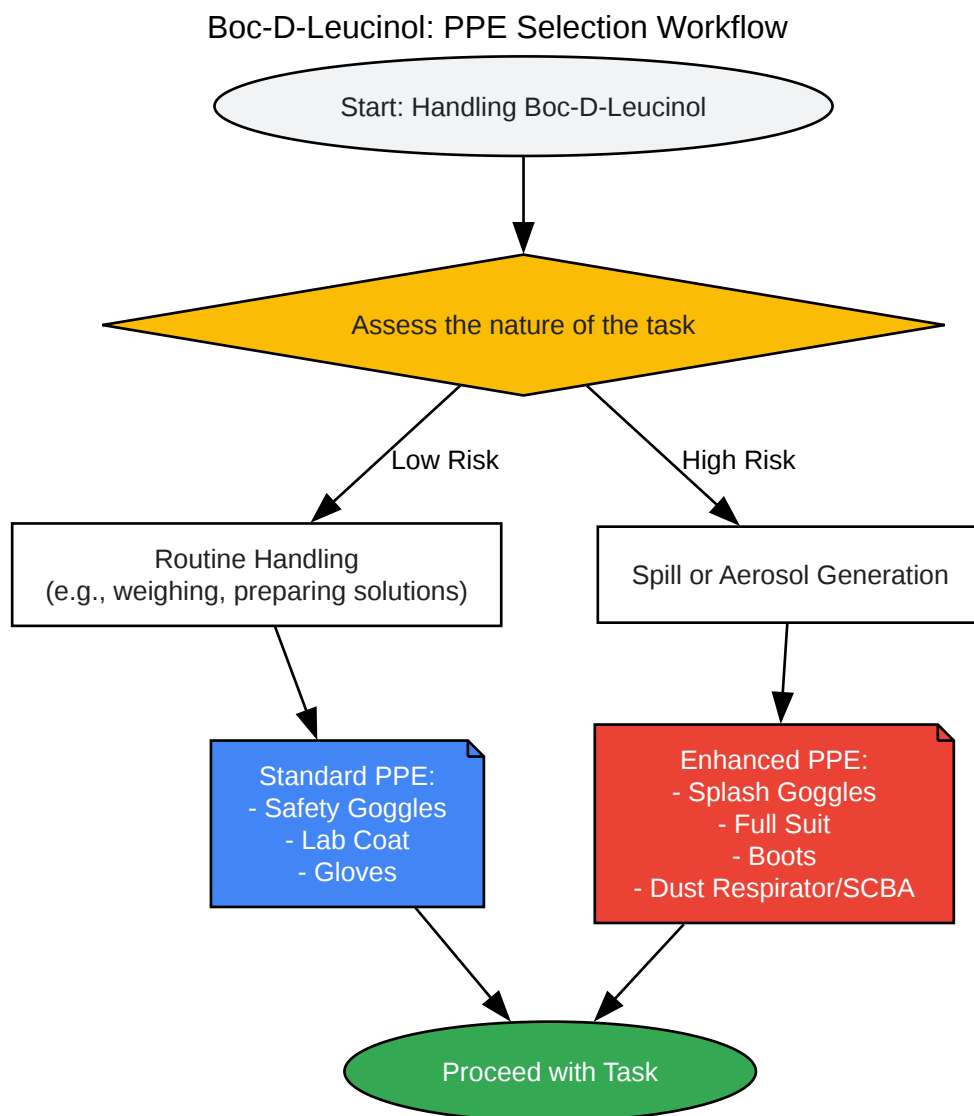 Boc-D-Leucinol: PPE Selection Workflow
Start: Handling Boc-D-Leucinol
Assess the nature of the task
Low Risk
High Risk
Routine Handling
(e.g., weighing, preparing solutions)
Spill or Aerosol Generation
Standard PPE:
- Safety Goggles
- Lab Coat
- Gloves
Enhanced PPE:
- Splash Goggles
- Full Suit
- Boots
- Dust Respirator/SCBA
Proceed with Task